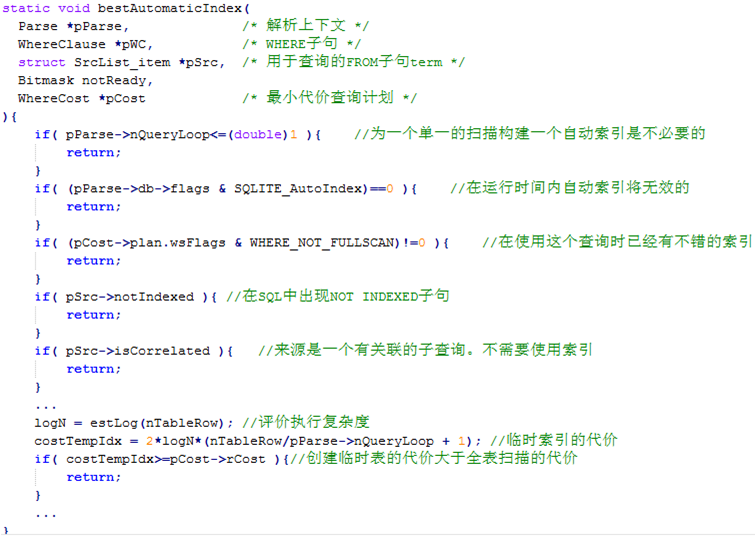 static void bestAutomaticIndex(
  Parse *pParse,              /* 解析上下文 */
  WhereClause *pWC,           /* WHERE子句 */
  struct SrcList_item *pSrc,  /* 用于查询的FROM子句term */
  Bitmask notReady,
  WhereCost *pCost            /* 最小代价查询计划 */
){
    if( pParse->nQueryLoop<=(double)1 ){    //为一个单一的扫描构建一个自动索引是不必要的
        return;
    }
    if( (pParse->db->flags & SQLITE_AutoIndex)==0 ){    //在运行时间内自动索引将无效的
        return;
    }
    if( (pCost->plan.wsFlags & WHERE_NOT_FULLSCAN)!=0 ){    //在使用这个查询时已经有不错的索引
        return;
    }
    if( pSrc->notIndexed ){ //在SQL中出现NOT INDEXED子句
        return;
    }
    if( pSrc->isCorrelated ){   //来源是一个有关联的子查询。不需要使用索引
        return;
    }
    ...
    logN = estLog(nTableRow); //评价执行复杂度
    costTempIdx = 2*logN*(nTableRow/pParse->nQueryLoop + 1); //临时索引的代价
    if( costTempIdx>=pCost->rCost ){//创建临时表的代价大于全表扫描的代价
        return;
    }
    ...
}